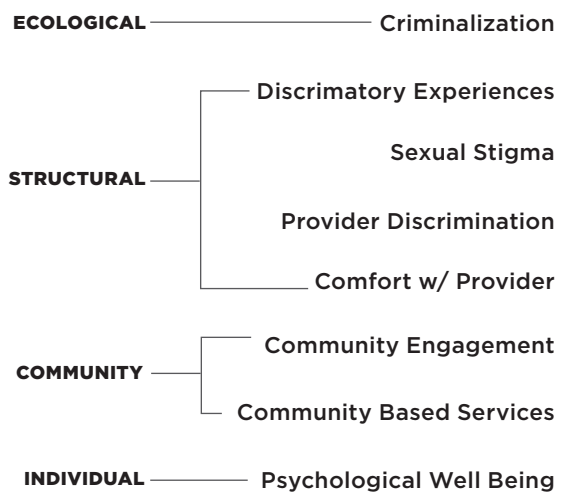 ECOLOGICAL Criminalization
Discrimatory Experiences
Sexual Stigma
STRUCTURAL
Provider Discrimination
Comfort w/ Provider
Community Engagement
COMMUNITY
Community Based Services
INDIVIDUAL Psychological Well Being